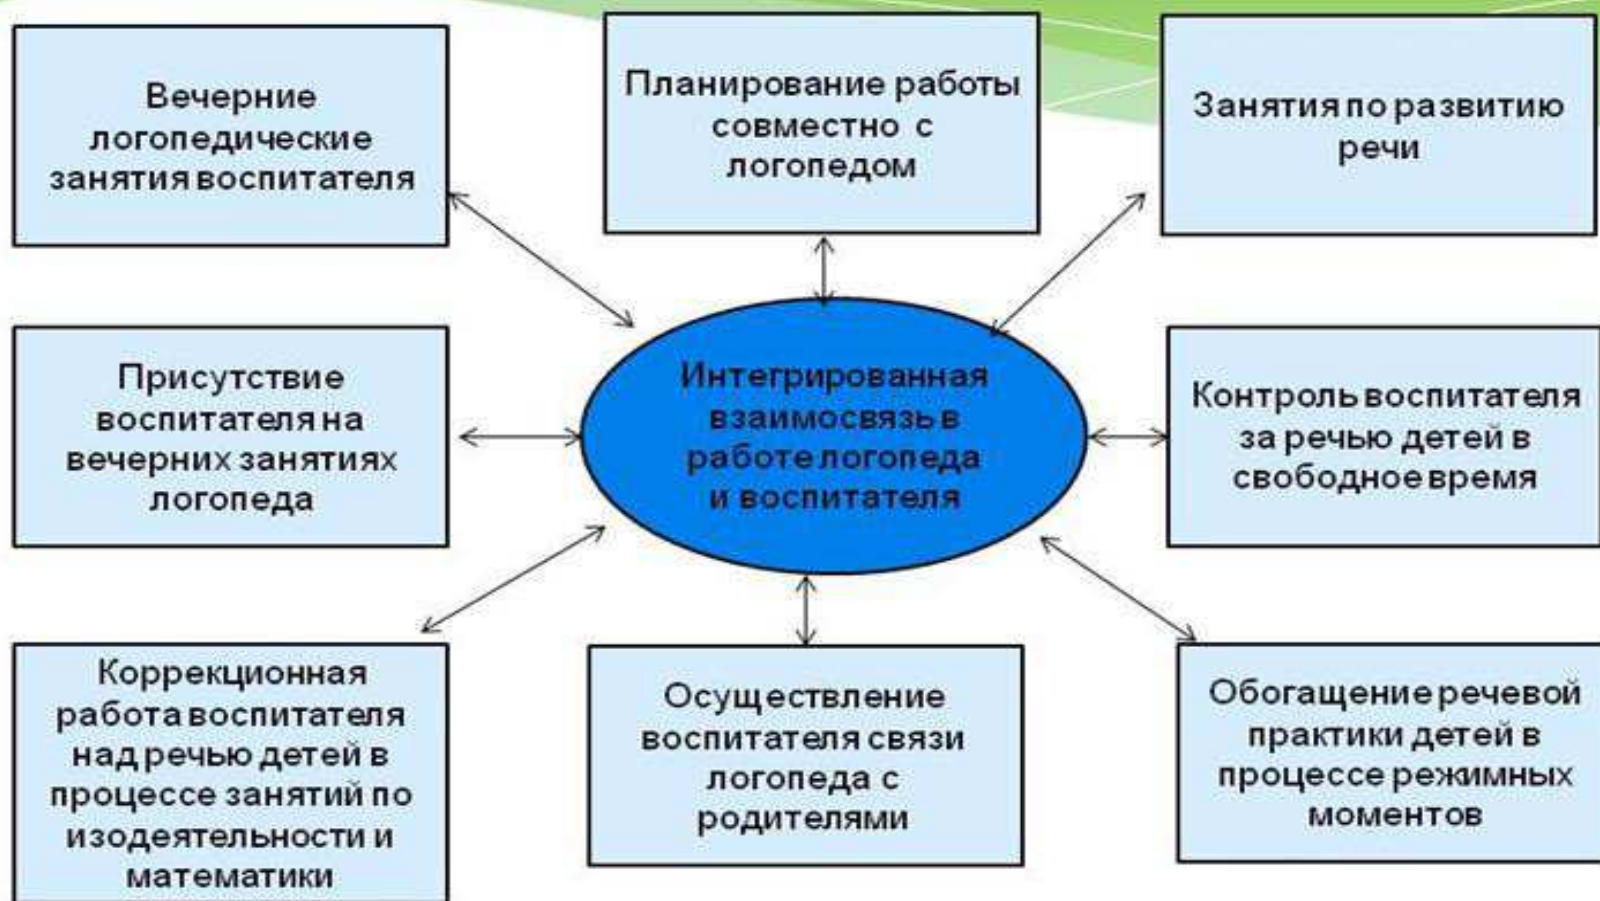 Вечерние
логопедические
занятия воспитателя
Планирование работы
совместно с
логопедом
Занятия по развитию
речи
Присутствие
воспитателя на
вечерних занятиях
логопеда
Интегрированная
взаимосвязь в
работе логопеда
и воспитателя
Контроль воспитателя
за речью детей в
свободное время
Коррекционная
работа воспитателя
над речью детей в
процессе занятий по
изодеятельности и
математики
Осуществление
воспитателя связи
логопеда с
родителями
Обогащение речевой
практики детей в
процессе режимных
моментов